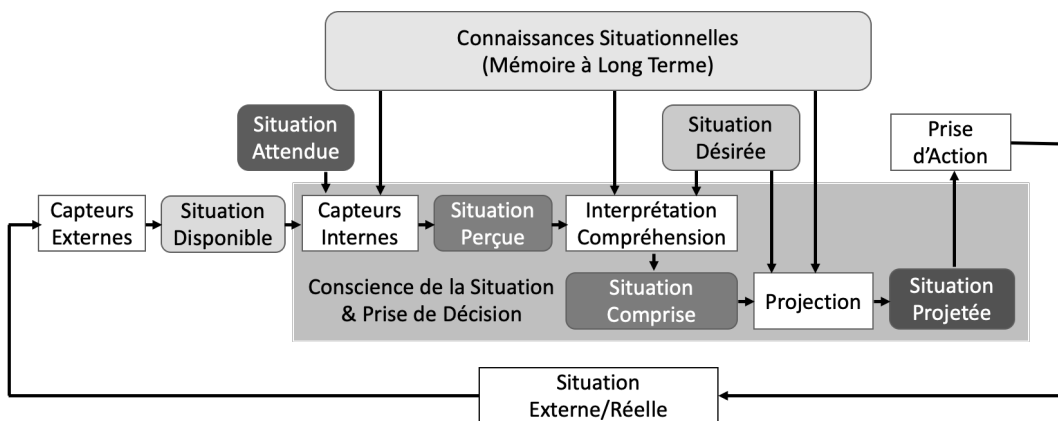 Connaissances Situationnelles
(Mémoire à Long Terme)
Situation
Attendue
Situation
Désirée
Prise
d’Action
Capteurs
Externes
Situation
Disponible
Capteurs
Internes
Situation
Perçue
Interprétation
Compréhension
Conscience de la Situation
& Prise de Décision
Situation
Comprise
Projection
Situation
Projetée
Situation
Externe/Réelle